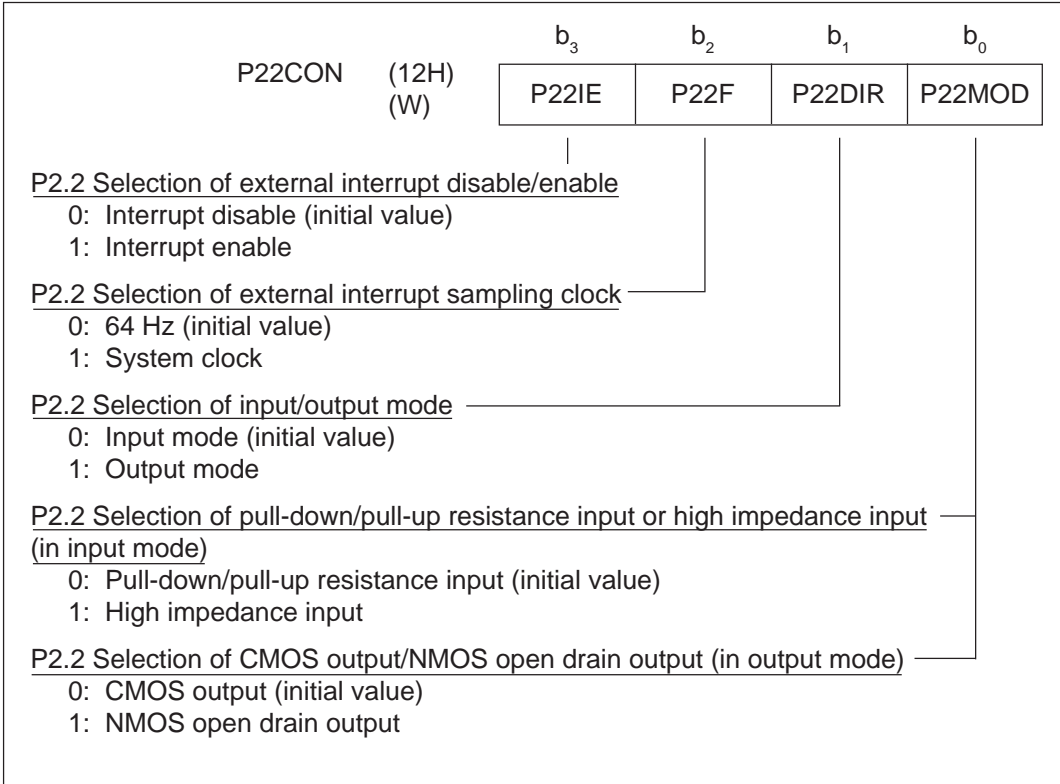 b3 b2 b1 b0
P22CON (12H)
(W)
P22IE P22F P22DIR P22MOD
P2.2 Selection of external interrupt disable/enable
0: Interrupt disable (initial value)
1: Interrupt enable
P2.2 Selection of external interrupt sampling clock
0: 64 Hz (initial value)
1: System clock
P2.2 Selection of input/output mode
0: Input mode (initial value)
1: Output mode
P2.2 Selection of pull-down/pull-up resistance input or high impedance input
(in input mode)
0: Pull-down/pull-up resistance input (initial value)
1: High impedance input
P2.2 Selection of CMOS output/NMOS open drain output (in output mode)
0: CMOS output (initial value)
1: NMOS open drain output